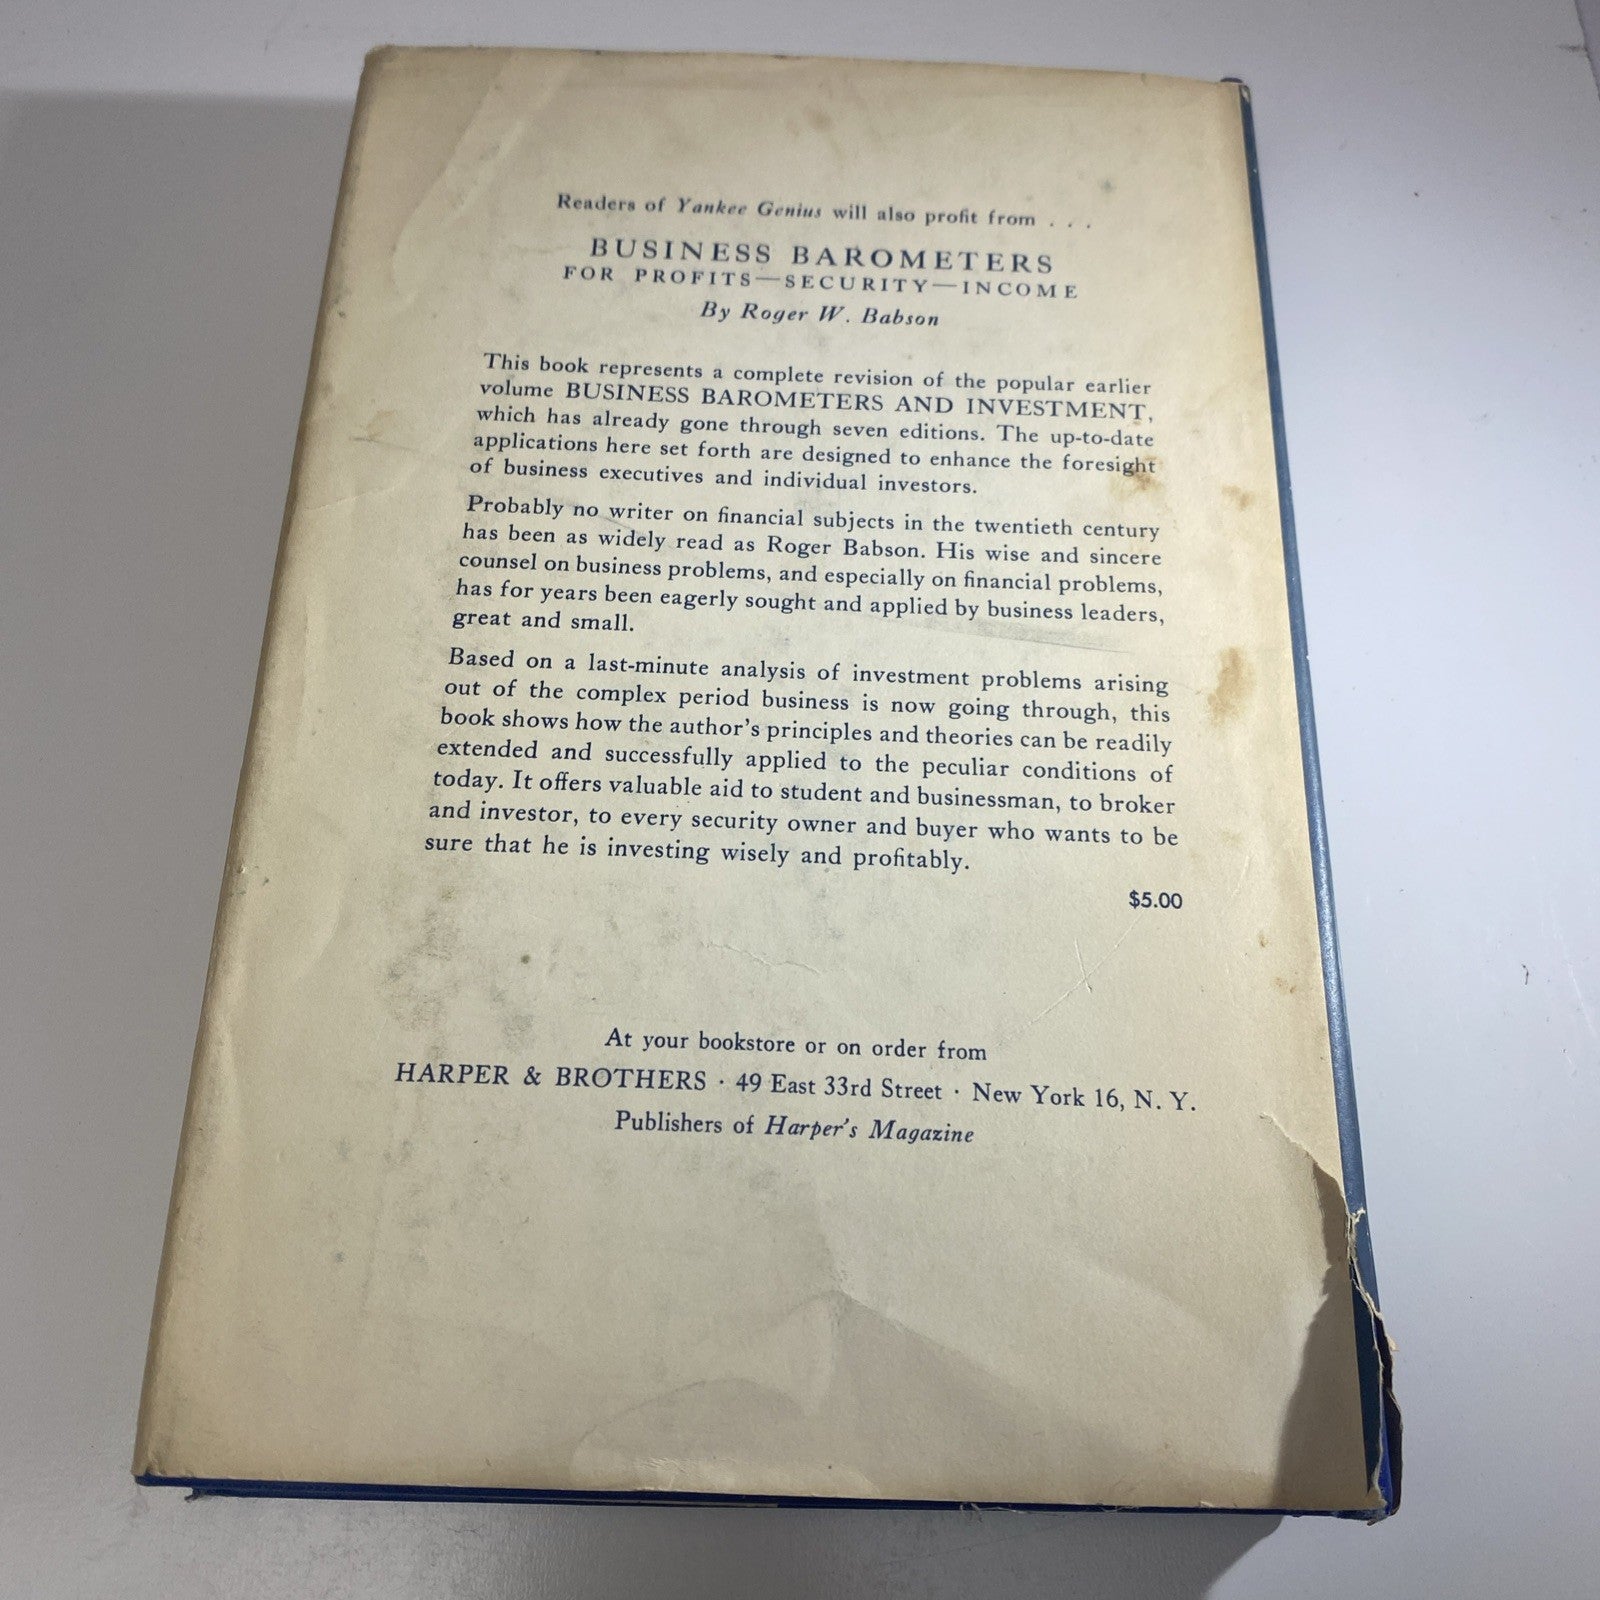 Readers of Yankee Genius will also profit from . . .
BUSINESS BAROMETERS
FOR PROFITS—SECURITY—INCOME
By Roger W. Babson
This book represents a complete revision of the popular earlier
volume BUSINESS BAROMETERS AND INVESTMENT,
which has already gone through seven editions. The up-to-date
applications here set forth are designed to enhance the foresight
of business executives and individual investors.
Probably no writer on financial subjects in the twentieth century
has been as widely read as Roger Babson. His wise and sincere
counsel on business problems, and especially on financial problems,
has for years been eagerly sought and applied by business leaders,
great and small.
Based on a last-minute analysis of investment problems arising
out of the complex period business is now going through, this
book shows how the author's principles and theories can be readily
extended and successfully applied to the peculiar conditions of
today. It offers valuable aid to student and businessman, to broker
and investor, to every security owner and buyer who wants to be
sure that he is investing wisely and profitably.
$5.00
At your bookstore or on order from
HARPER & BROTHERS · 49 East 33rd Street · New York 16, N. Y.
Publishers of Harper's Magazine